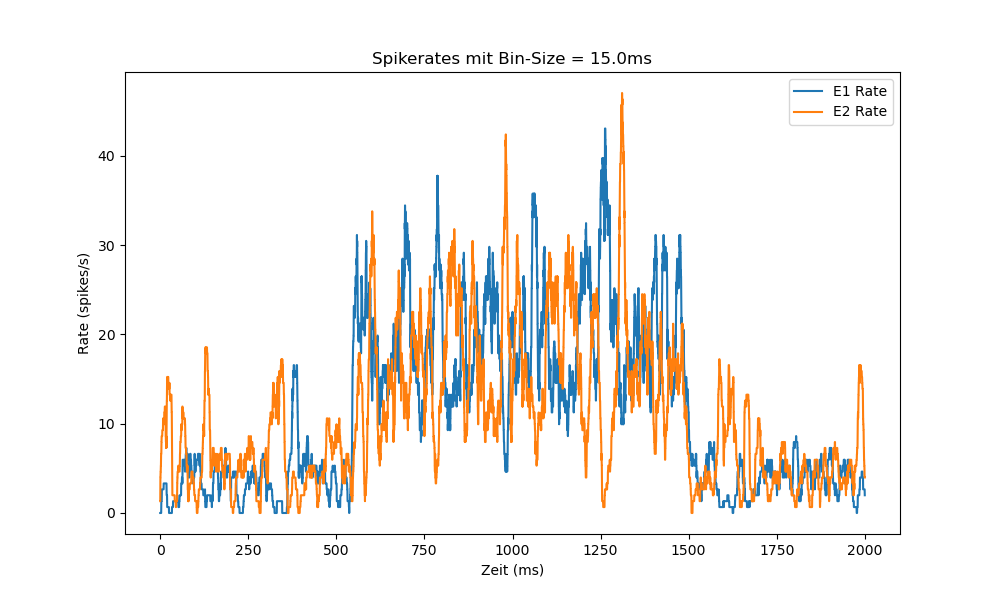 Spikerates mit Bin-Size = 15.0ms
E1 Rate
E2 Rate
Rate (spikes/s)
40
30
20
10
0
0 250 500 750 1000 1250 1500 1750 2000
Zeit (ms)